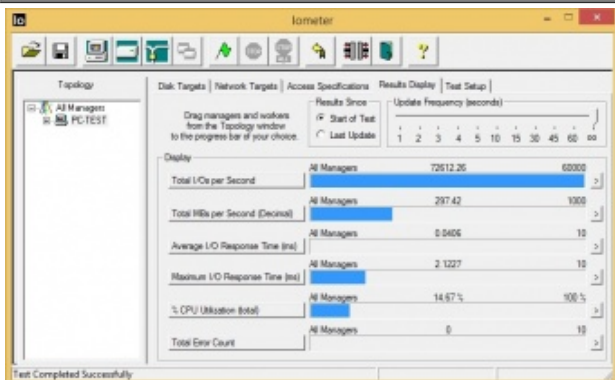 Io
Iometer
Topology
All Managers
PC-TEST
Disk Targets Network Targets Access Specifications Results Display Test Setup
Drag managers and workers
from the Topology window
to the progress bar of your choice.
Results Since
Start of Test
Last Update
Update Frequency (seconds)
1 2 3 4 5 10 15 30 45 60 ∞
Display
All Managers 72612.26 60000
Total I/Os per Second >
All Managers 297.42 1000
Total MBs per Second (Decimal) >
All Managers 0.0406 10
Average I/O Response Time (ms) >
All Managers 2.1227 10
Maximum I/O Response Time (ms) >
All Managers 14.67 % 100 %
% CPU Utilization (total) >
All Managers 0 10
Total Error Count >
Test Completed Successfully